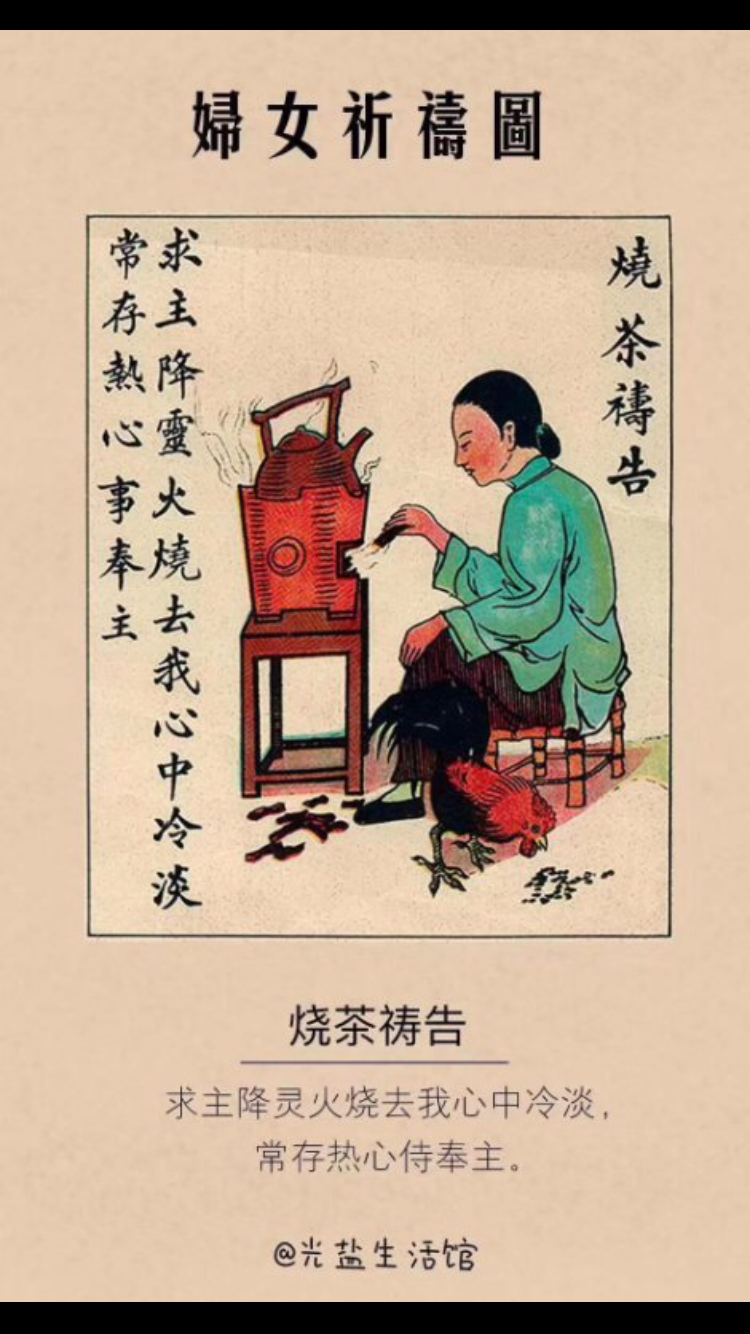 婦女祈禱圖
燒茶禱告
求主降靈火燒去我心中冷淡
常存熱心事奉主
烧茶祷告
求主降灵火烧去我心中冷淡，
常存热心侍奉主。
@光盐生活馆